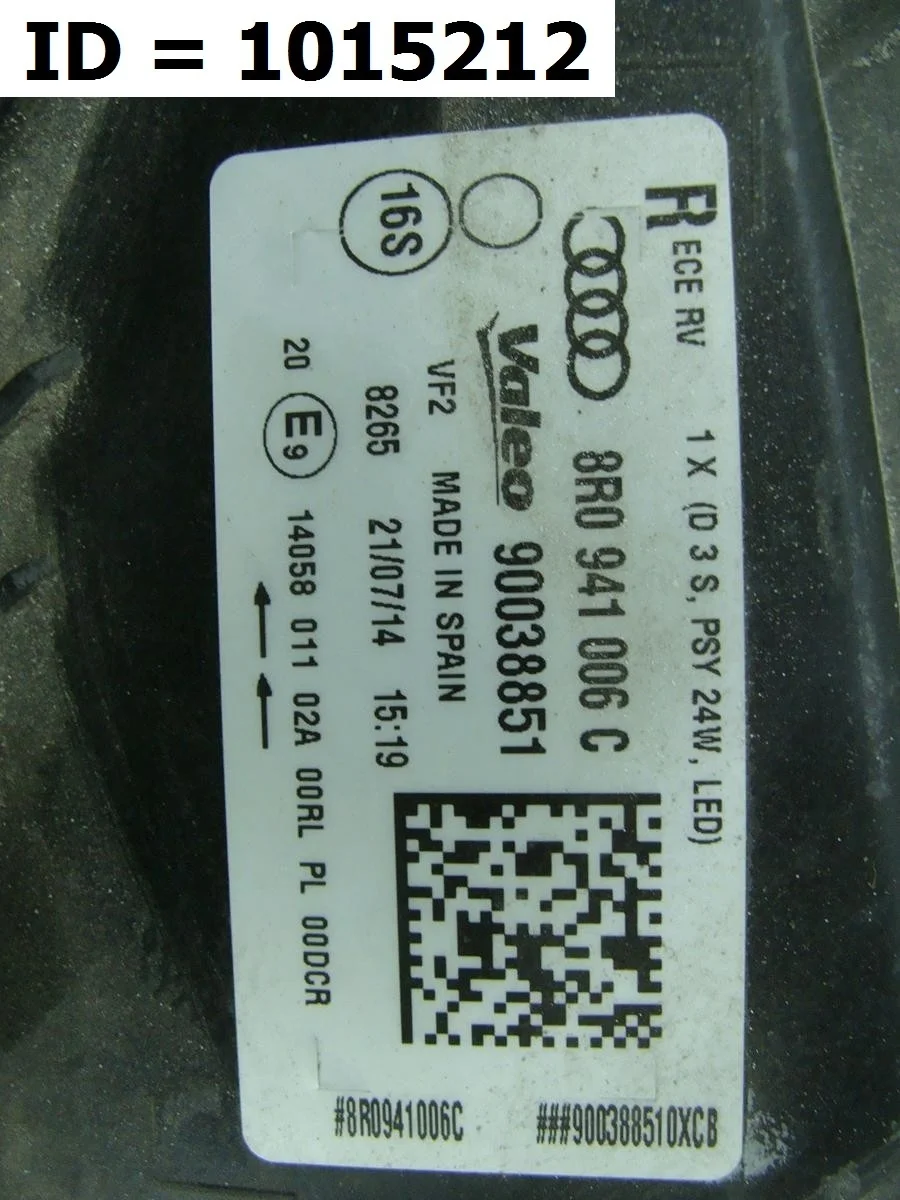 ID = 1015212
R ECE RV 1 X (D 3 S, PSY 24W, LED)
8R0 941 006 C
Valeo 90038851
16S
VF2 MADE IN SPAIN
8265 21/07/14 15:19
20 E9 14058 011 02A 00RL PL 00DCR
###900388510XCB
#8R0941006C